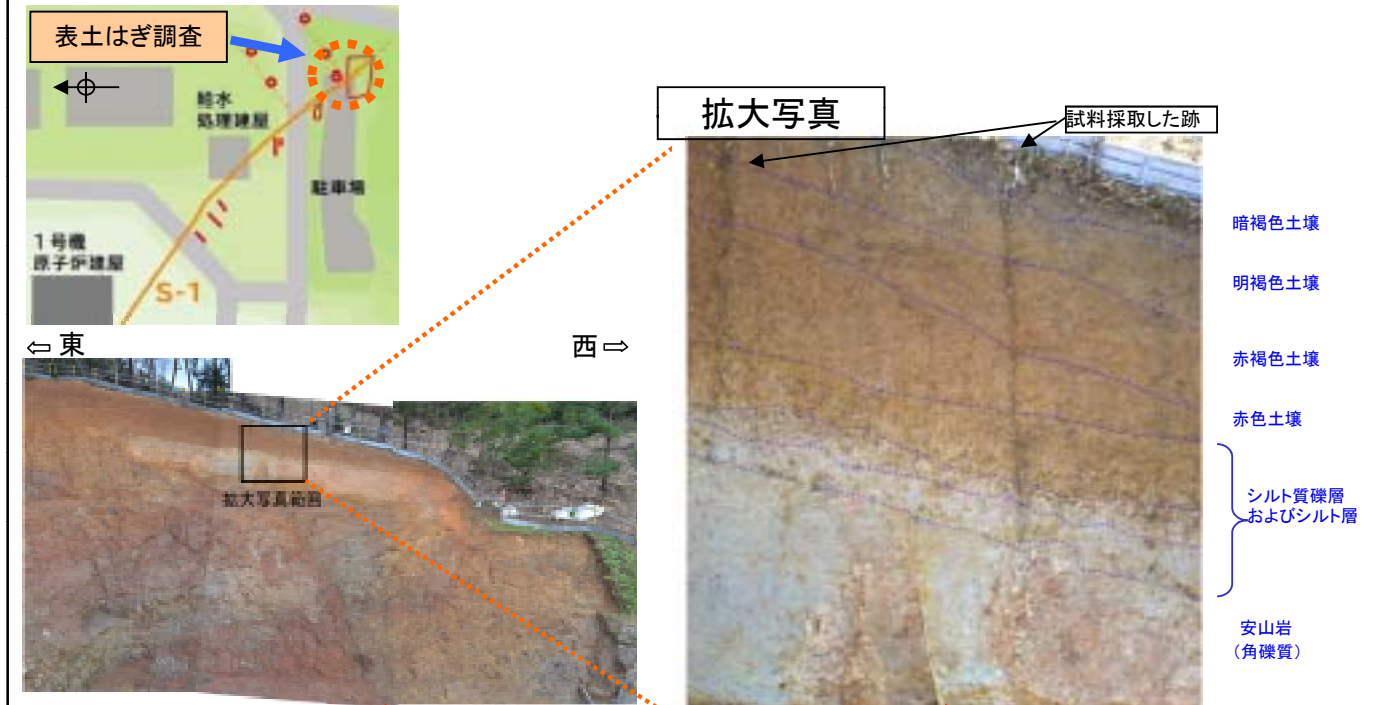 表土はぎ調査
給水
処理建屋
駐車場
1号機
原子炉建屋
S-1
⇦ 東
西 ⇨
拡大写真範囲
拡大写真
試料採取した跡
暗褐色土壌
明褐色土壌
赤褐色土壌
赤色土壌
シルト質礫層
およびシルト層
安山岩
(角礫質)